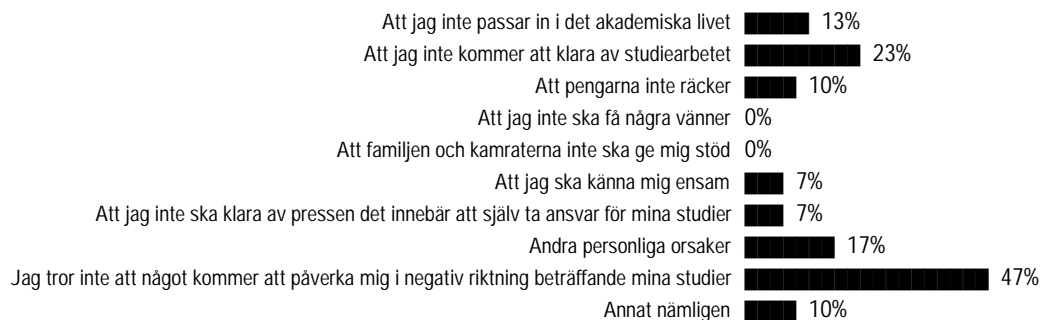 Att jag inte passar in i det akademiska livet 13%
Att jag inte kommer att klara av studiearbetet 23%
Att pengarna inte räcker 10%
Att jag inte ska få några vänner 0%
Att familjen och kamraterna inte ska ge mig stöd 0%
Att jag ska känna mig ensam 7%
Att jag inte ska klara av pressen det innebär att själv ta ansvar för mina studier 7%
Andra personliga orsaker 17%
Jag tror inte att något kommer att påverka mig i negativ riktning beträffande mina studier 47%
Annat nämligen 10%